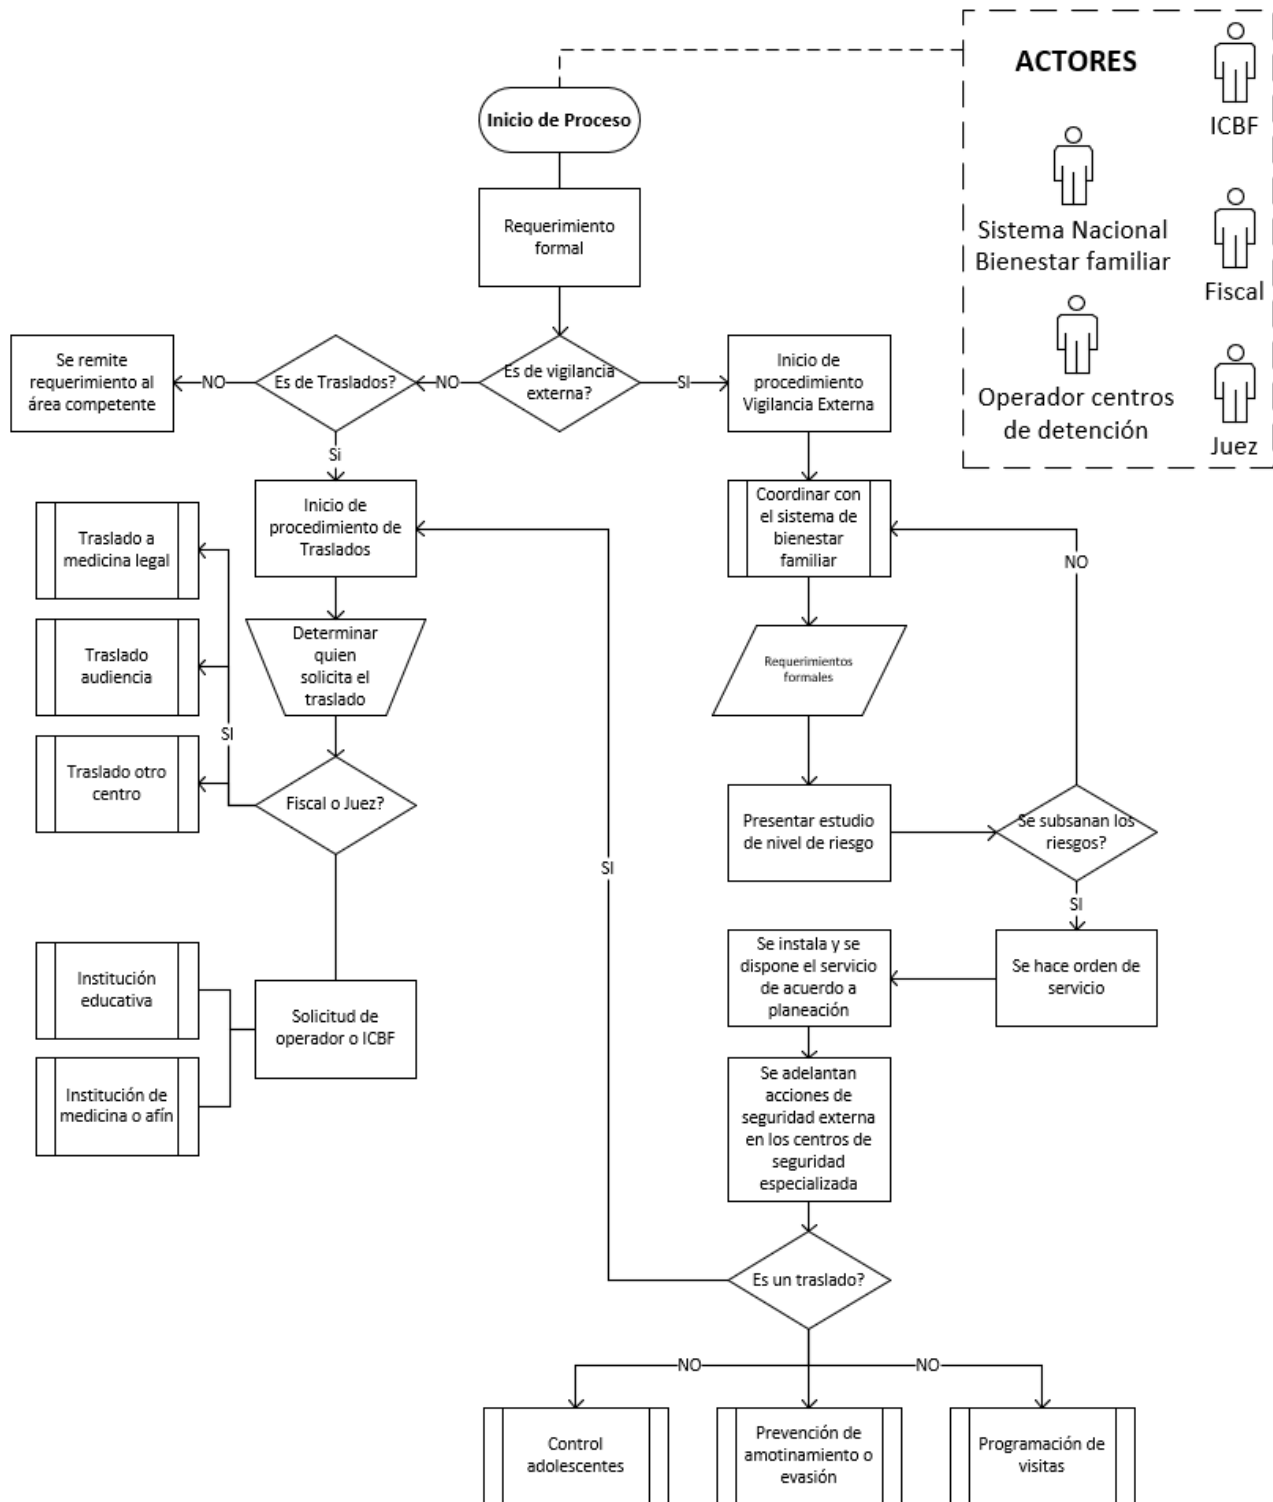 ACTORES
ICBF
Sistema Nacional
Bienestar familiar
Fiscal
Operador centros
de detención
Juez
Inicio de Proceso
Requerimiento
formal
Se remite
requerimiento al
área competente
NO
Es de Traslados?
NO
Es de vigilancia
externa?
SI
Inicio de
procedimiento
Vigilancia Externa
Si
Inicio de
procedimiento de
Traslados
Coordinar con
el sistema de
bienestar
familiar
NO
Traslado a
medicina legal
Determinar
quien
solicita el
traslado
Requerimientos
formales
Traslado
audiencia
SI
Traslado otro
centro
Fiscal o Juez?
Presentar estudio
de nivel de riesgo
Se subsanan los
riesgos?
SI
SI
Institución
educativa
Solicitud de
operador o ICBF
Institución de
medicina o afín
Se instala y se
dispone el servicio
de acuerdo a
planeación
Se hace orden de
servicio
Se adelantan
acciones de
seguridad externa
en los centros de
seguridad
especializada
Es un traslado?
NO
NO
Control
adolescentes
Prevención de
amotinamiento o
evasión
Programación de
visitas